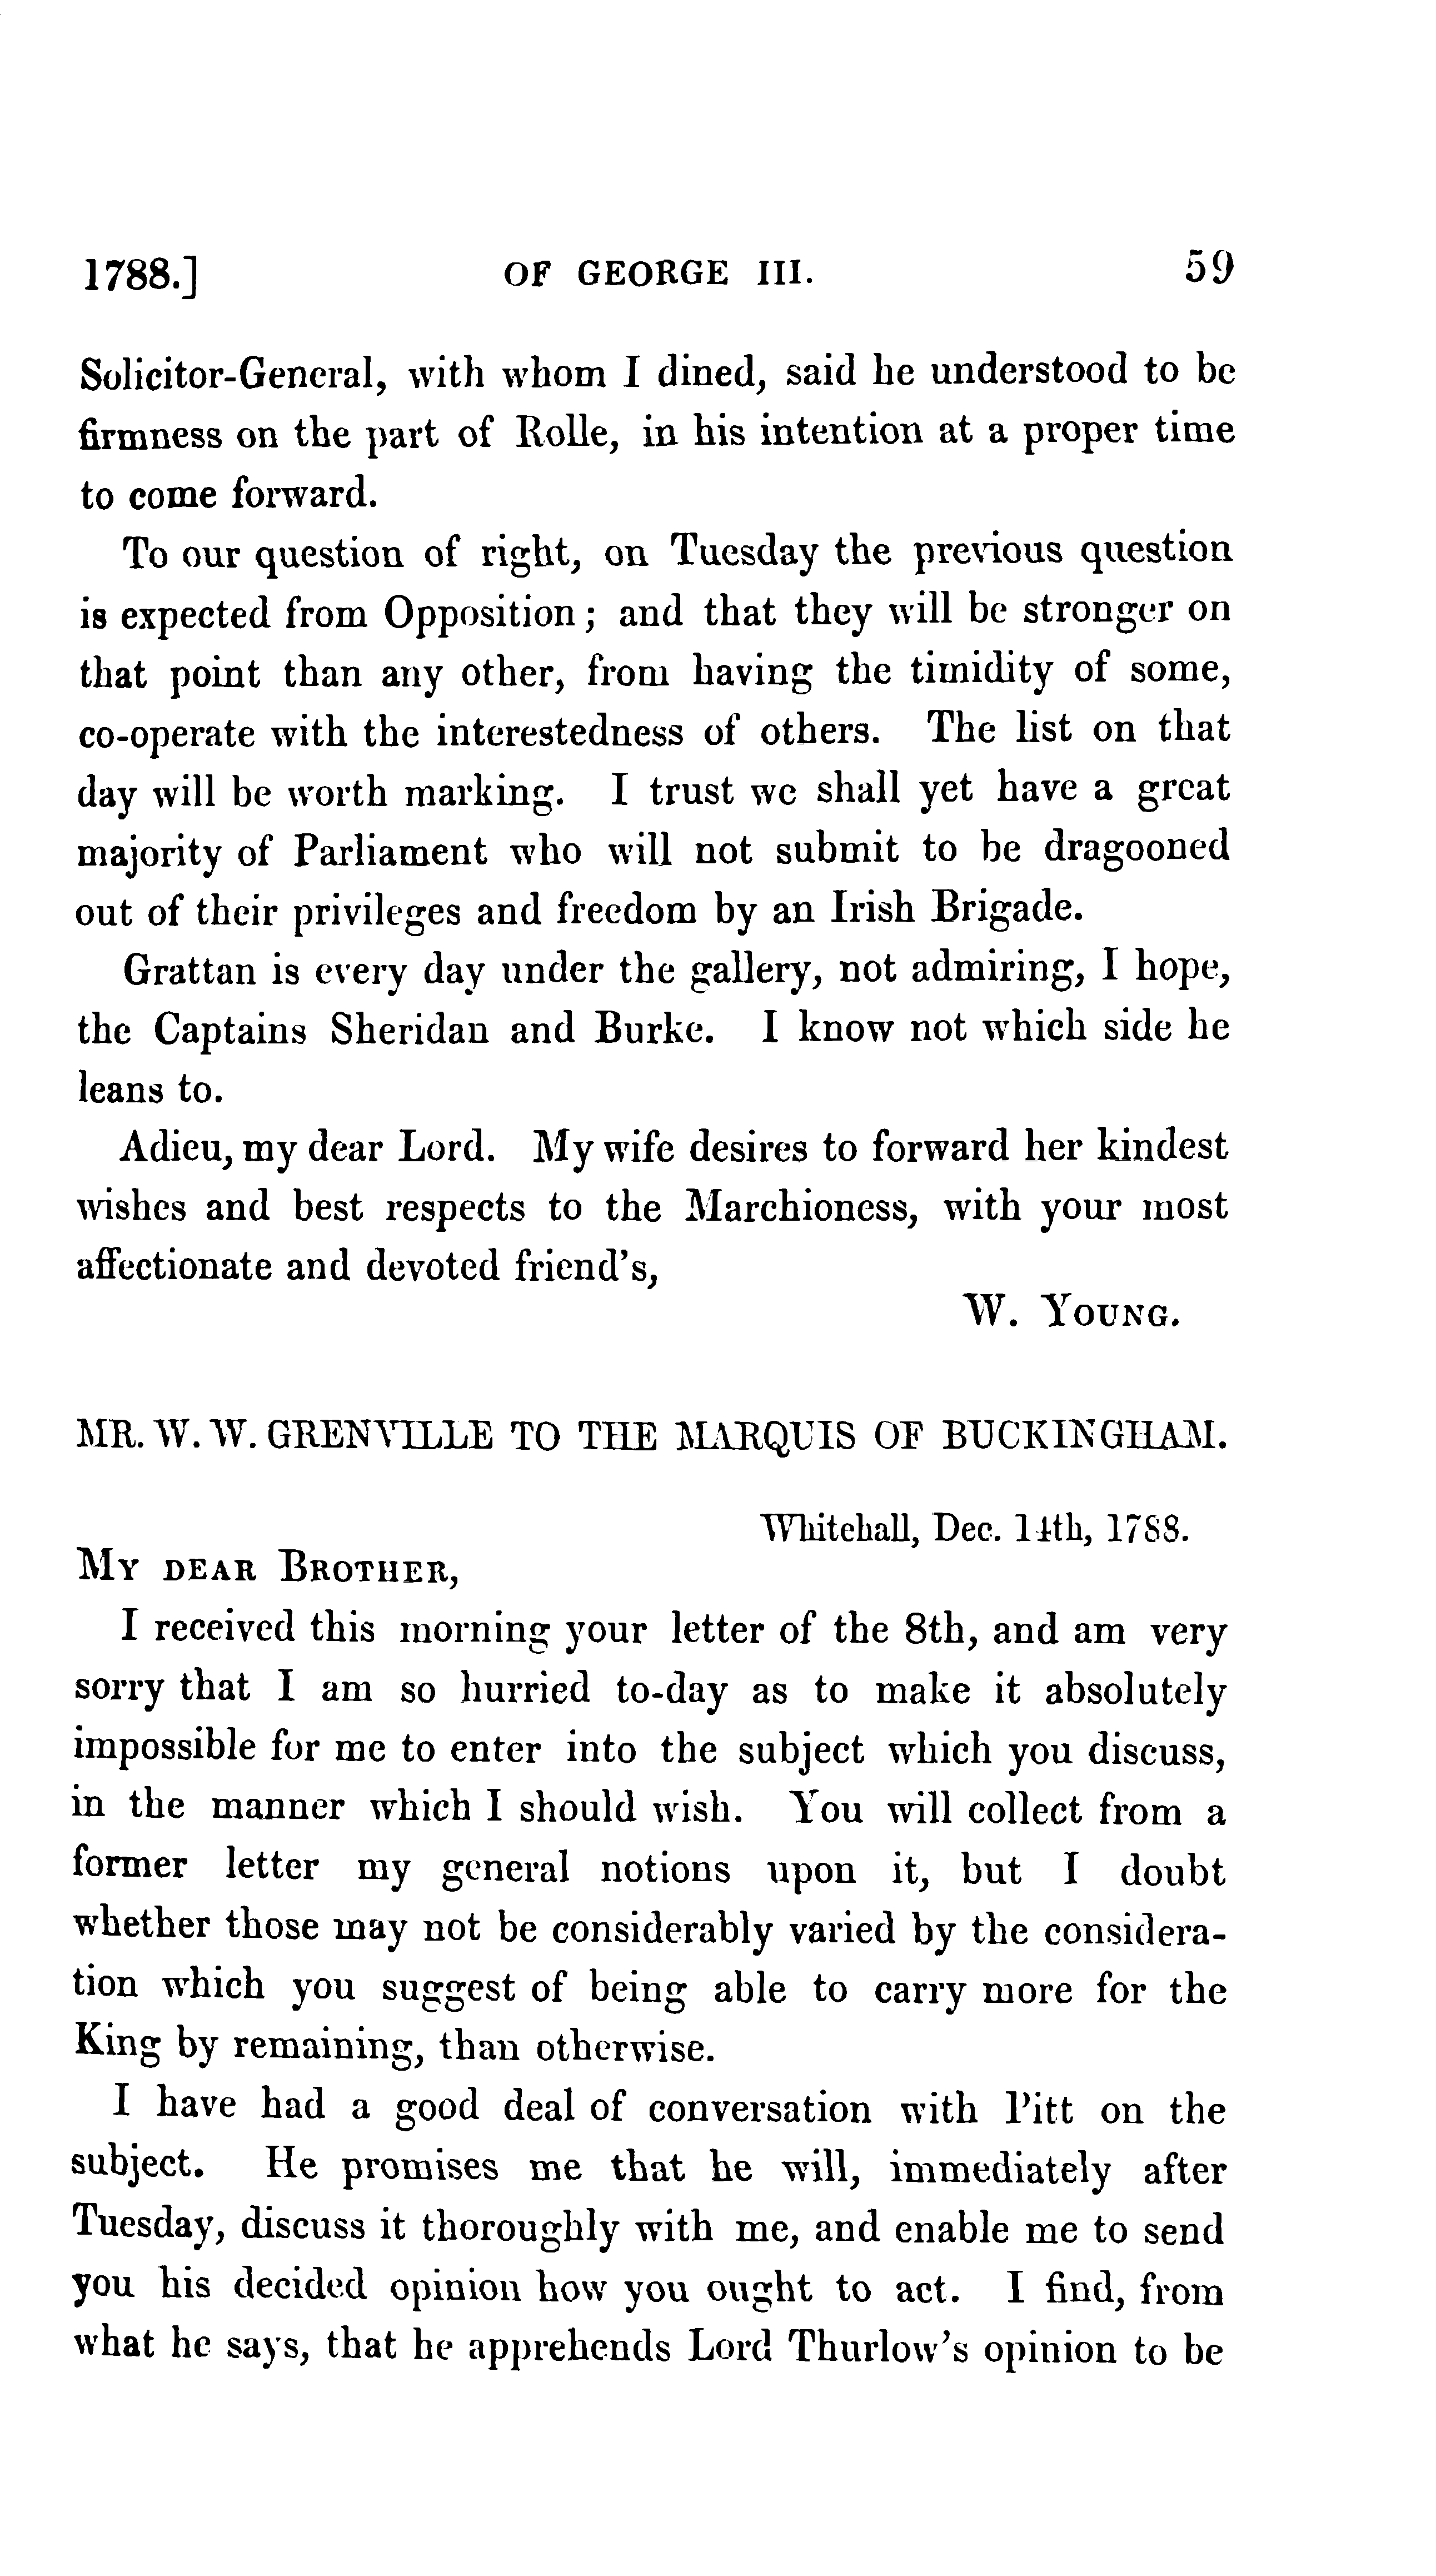 1788.] OF GEORGE III. 59
Solicitor-General, with whom I dined, said he understood to be
firmness on the part of Rolle, in his intention at a proper time
to come forward.
To our question of right, on Tuesday the previous question
is expected from Opposition; and that they will be stronger on
that point than any other, from having the timidity of some,
co-operate with the interestedness of others. The list on that
day will be worth marking. I trust we shall yet have a great
majority of Parliament who will not submit to be dragooned
out of their privileges and freedom by an Irish Brigade.
Grattan is every day under the gallery, not admiring, I hope,
the Captains Sheridan and Burke. I know not which side he
leans to.
Adieu, my dear Lord. My wife desires to forward her kindest
wishes and best respects to the Marchioness, with your most
affectionate and devoted friend's,
W. YOUNG.
MR. W. W. GRENVILLE TO THE MARQUIS OF BUCKINGHAM.
Whitehall, Dec. 14th, 1788.
MY DEAR BROTHER,
I received this morning your letter of the 8th, and am very
sorry that I am so hurried to-day as to make it absolutely
impossible for me to enter into the subject which you discuss,
in the manner which I should wish. You will collect from a
former letter my general notions upon it, but I doubt
whether those may not be considerably varied by the considera-
tion which you suggest of being able to carry more for the
King by remaining, than otherwise.
I have had a good deal of conversation with Pitt on the
subject. He promises me that he will, immediately after
Tuesday, discuss it thoroughly with me, and enable me to send
you his decided opinion how you ought to act. I find, from
what he says, that he apprehends Lord Thurlow's opinion to be